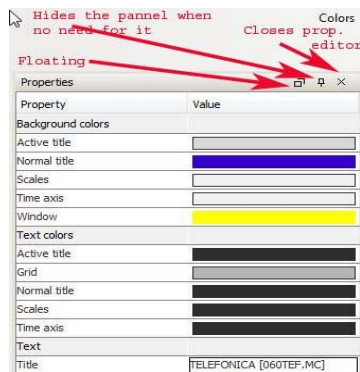 Hides the pannel when
no need for it
Colors
Closes prop.
editor
Floating
Properties
Property Value
Background colors
Active title
Normal title
Scales
Time axis
Window
Text colors
Active title
Grid
Normal title
Scales
Time axis
Text
Title TELEFONICA [060TEF.MC]